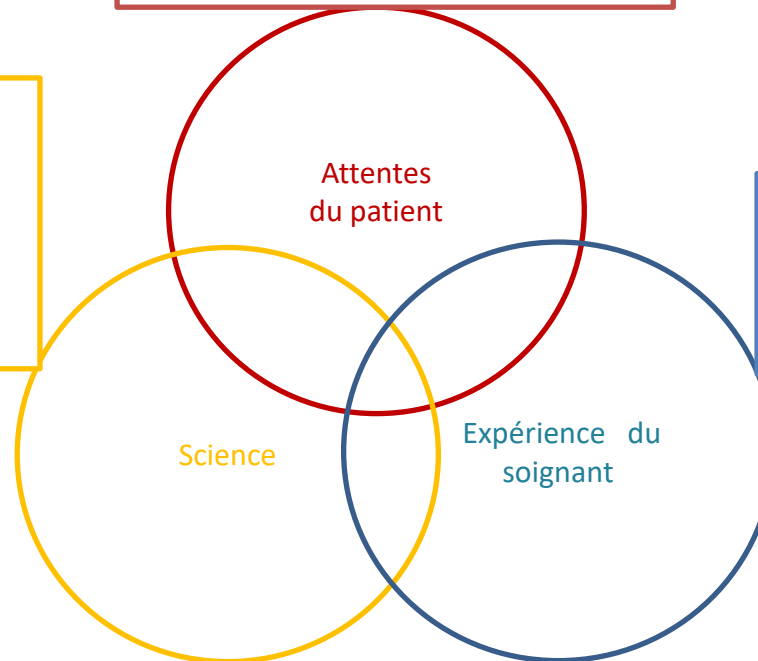 Attentes
du patient
Science
Expérience du
soignant